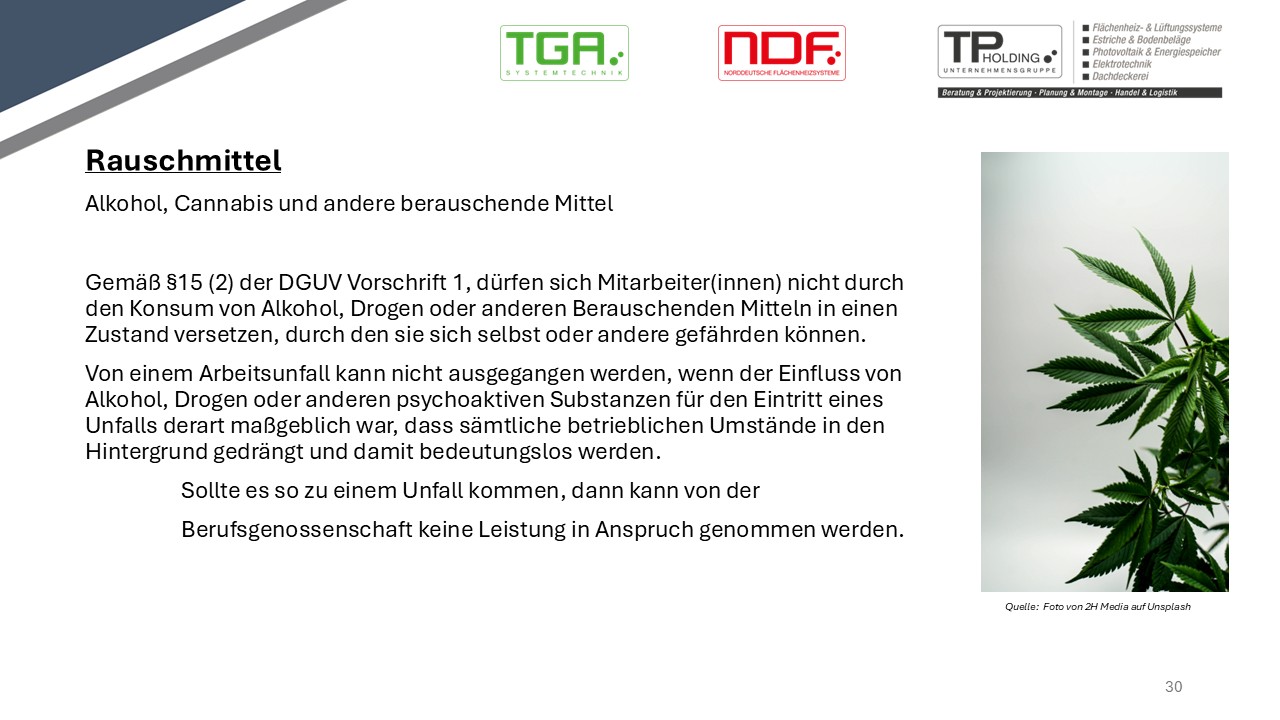 TGA
SYSTEMTECHNIK
NDF
NORDDEUTSCHE FLÄCHENHEIZSYSTEME
TP HOLDING
UNTERNEHMENSGRUPPE
Flächenheiz- & Lüftungssysteme
Estriche & Bodenbeläge
Photovoltaik & Energiespeicher
Elektrotechnik
Dachdeckerei
Beratung & Projektierung · Planung & Montage · Handel & Logistik
Rauschmittel
Alkohol, Cannabis und andere berauschende Mittel
Gemäß §15 (2) der DGUV Vorschrift 1, dürfen sich Mitarbeiter(innen) nicht durch
den Konsum von Alkohol, Drogen oder anderen Berauschenden Mitteln in einen
Zustand versetzen, durch den sie sich selbst oder andere gefährden können.
Von einem Arbeitsunfall kann nicht ausgegangen werden, wenn der Einfluss von
Alkohol, Drogen oder anderen psychoaktiven Substanzen für den Eintritt eines
Unfalls derart maßgeblich war, dass sämtliche betrieblichen Umstände in den
Hintergrund gedrängt und damit bedeutungslos werden.
Sollte es so zu einem Unfall kommen, dann kann von der
Berufsgenossenschaft keine Leistung in Anspruch genommen werden.
Quelle: Foto von 2H Media auf Unsplash
30